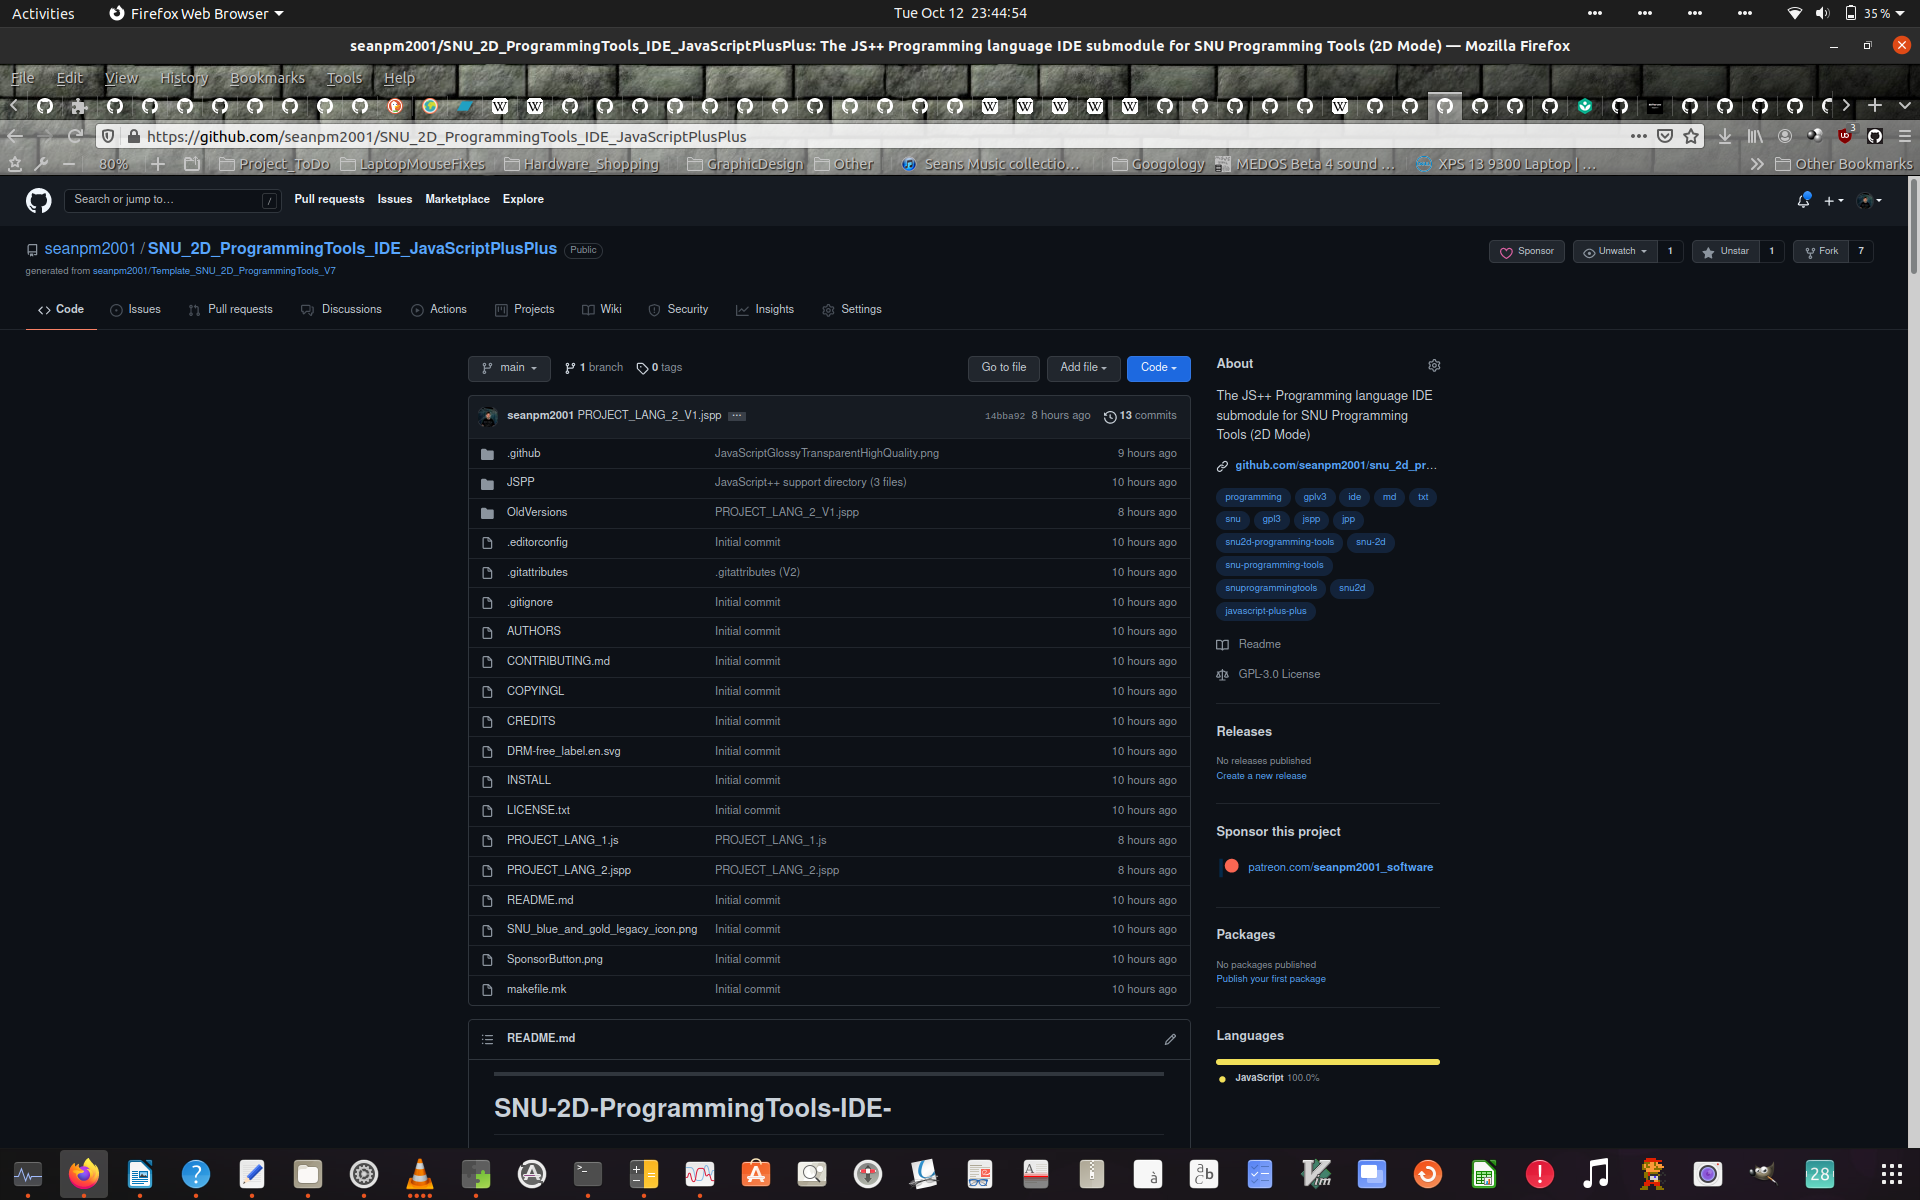 Activities
Firefox Web Browser
Tue Oct 12 23:44:54
35 %
seanpm2001/SNU_2D_ProgrammingTools_IDE_JavaScriptPlusPlus: The JS++ Programming language IDE submodule for SNU Programming Tools (2D Mode) — Mozilla Firefox
File Edit View History Bookmarks Tools Help
https://github.com/seanpm2001/SNU_2D_ProgrammingTools_IDE_JavaScriptPlusPlus
3
80%
Project_ToDo
LaptopMouseFixes
Hardware_Shopping
GraphicDesign
Other
Seans Music collectio…
Googology
MEDOS Beta 4 sound …
XPS 13 9300 Laptop | …
Other Bookmarks
Search or jump to…
/
Pull requests Issues Marketplace Explore
seanpm2001 / SNU_2D_ProgrammingTools_IDE_JavaScriptPlusPlus Public
Sponsor
Unwatch 1
Unstar 1
Fork 7
generated from seanpm2001/Template_SNU_2D_ProgrammingTools_V7
Code Issues Pull requests Discussions Actions Projects Wiki Security Insights Settings
main
1 branch
0 tags
Go to file
Add file
Code
seanpm2001 PROJECT_LANG_2_V1.jspp
14bba92 8 hours ago
13 commits
.github JavaScriptGlossyTransparentHighQuality.png 9 hours ago
JSPP JavaScript++ support directory (3 files) 10 hours ago
OldVersions PROJECT_LANG_2_V1.jspp 8 hours ago
.editorconfig Initial commit 10 hours ago
.gitattributes .gitattributes (V2) 10 hours ago
.gitignore Initial commit 10 hours ago
AUTHORS Initial commit 10 hours ago
CONTRIBUTING.md Initial commit 10 hours ago
COPYINGL Initial commit 10 hours ago
CREDITS Initial commit 10 hours ago
DRM-free_label.en.svg Initial commit 10 hours ago
INSTALL Initial commit 10 hours ago
LICENSE.txt Initial commit 10 hours ago
PROJECT_LANG_1.js PROJECT_LANG_1.js 8 hours ago
PROJECT_LANG_2.jspp PROJECT_LANG_2.jspp 8 hours ago
README.md Initial commit 10 hours ago
SNU_blue_and_gold_legacy_icon.png Initial commit 10 hours ago
SponsorButton.png Initial commit 10 hours ago
makefile.mk Initial commit 10 hours ago
README.md
SNU-2D-ProgrammingTools-IDE-
About
The JS++ Programming language IDE
submodule for SNU Programming
Tools (2D Mode)
github.com/seanpm2001/snu_2d_pr…
programming gplv3 ide md txt
snu gpl3 jspp jpp
snu2d-programming-tools snu-2d
snu-programming-tools
snuprogrammingtools snu2d
javascript-plus-plus
Readme
GPL-3.0 License
Releases
No releases published
Create a new release
Sponsor this project
patreon.com/seanpm2001_software
Packages
No packages published
Publish your first package
Languages
JavaScript 100.0%
28